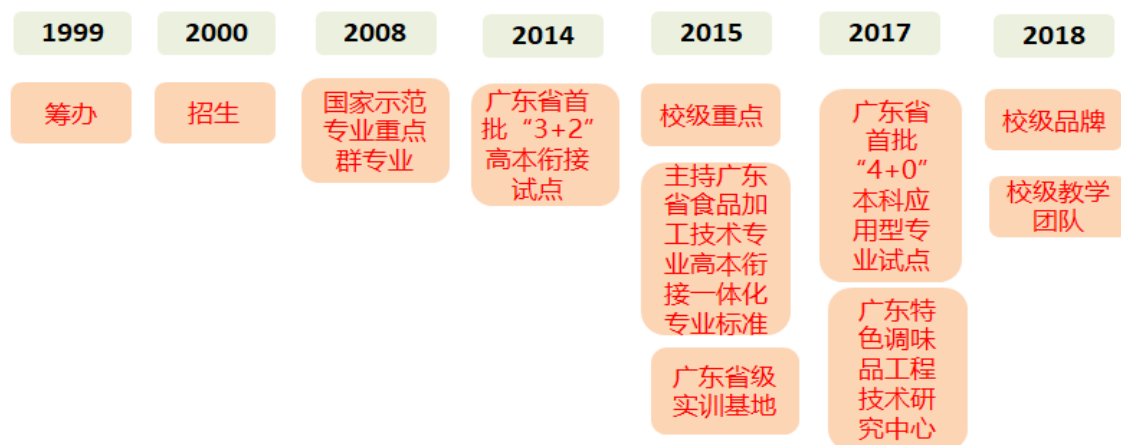 1999
2000
2008
2014
2015
2017
2018
筹办
招生
国家示范
专业重点
群专业
广东省首
批“3+2”
高本衔接
试点
校级重点
主持广东
省食品加
工技术专
业高本衔
接一体化
专业标准
广东省级
实训基地
广东省
首批
“4+0”
本科应
用型专
业试点
广东特
色调味
品工程
技术研
究中心
校级品牌
校级教学
团队